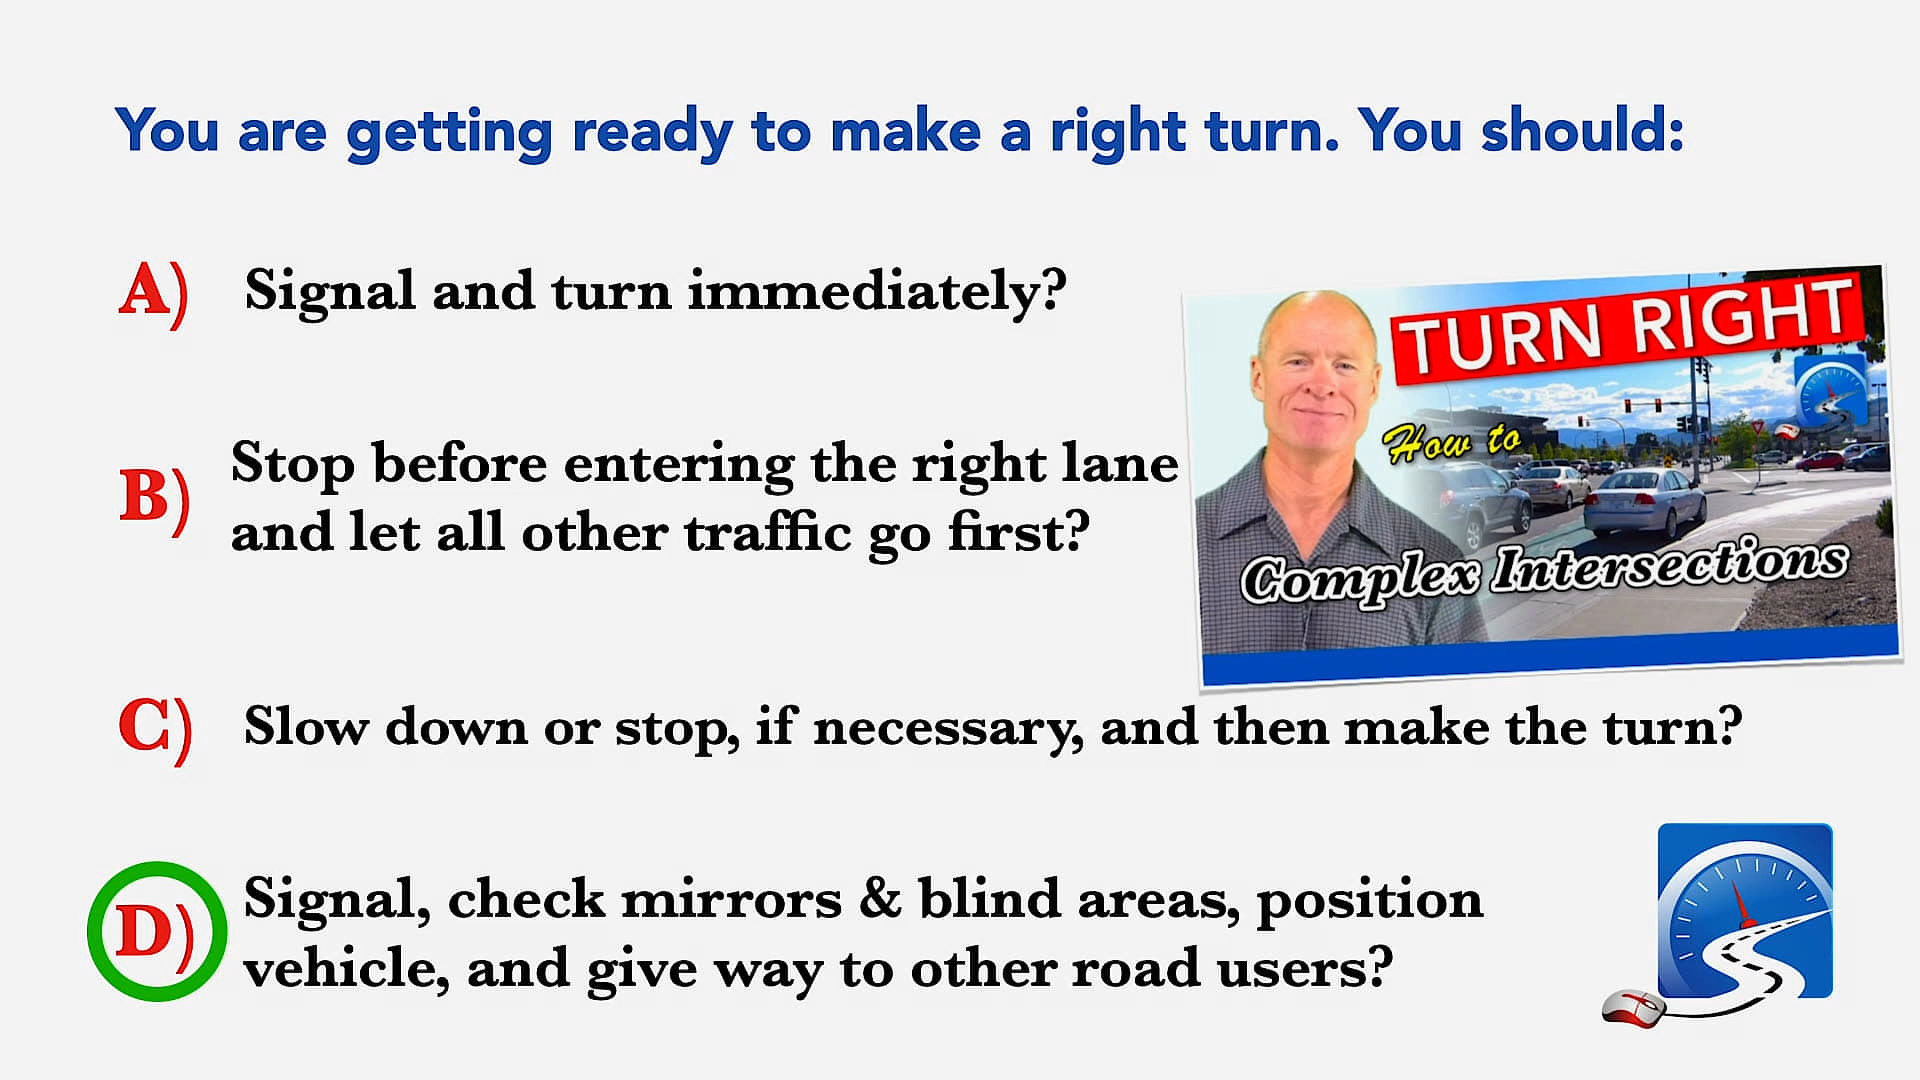 You are getting ready to make a right turn. You should:
A) Signal and turn immediately?
B) Stop before entering the right lane
and let all other traffic go first?
TURN RIGHT
How to
Complex Intersections
C) Slow down or stop, if necessary, and then make the turn?
D) Signal, check mirrors & blind areas, position
vehicle, and give way to other road users?